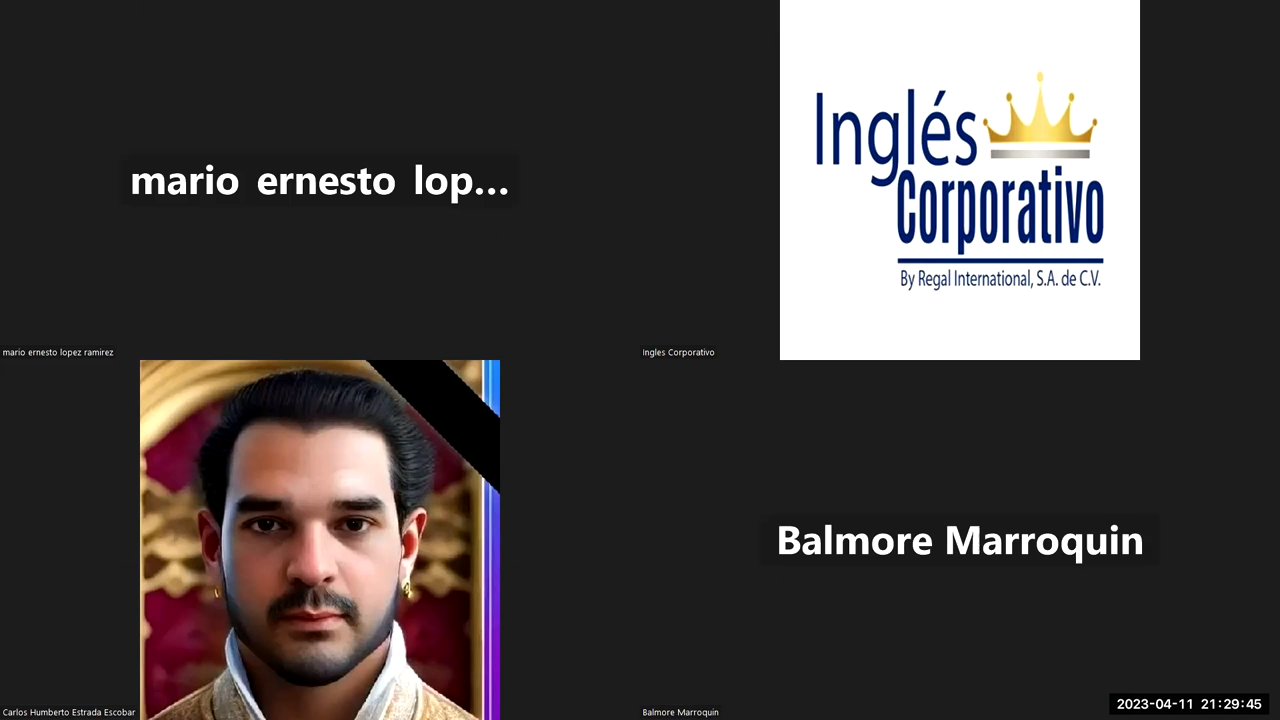 mario ernesto lop...
mario ernesto lopez ramirez
Inglés
Corporativo
By Regal International, S.A. de C.V.
Ingles Corporativo
Carlos Humberto Estrada Escobar
Balmore Marroquin
Balmore Marroquin
2023-04-11 21:29:45